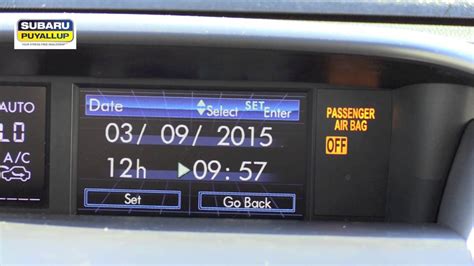 SUBARU
PUYALLUP
Date
Select
SET
Enter
03/ 09/ 2015
12h 09:57
Set
Go Back
AUTO
LO
A/C
PASSENGER
AIR BAG
OFF